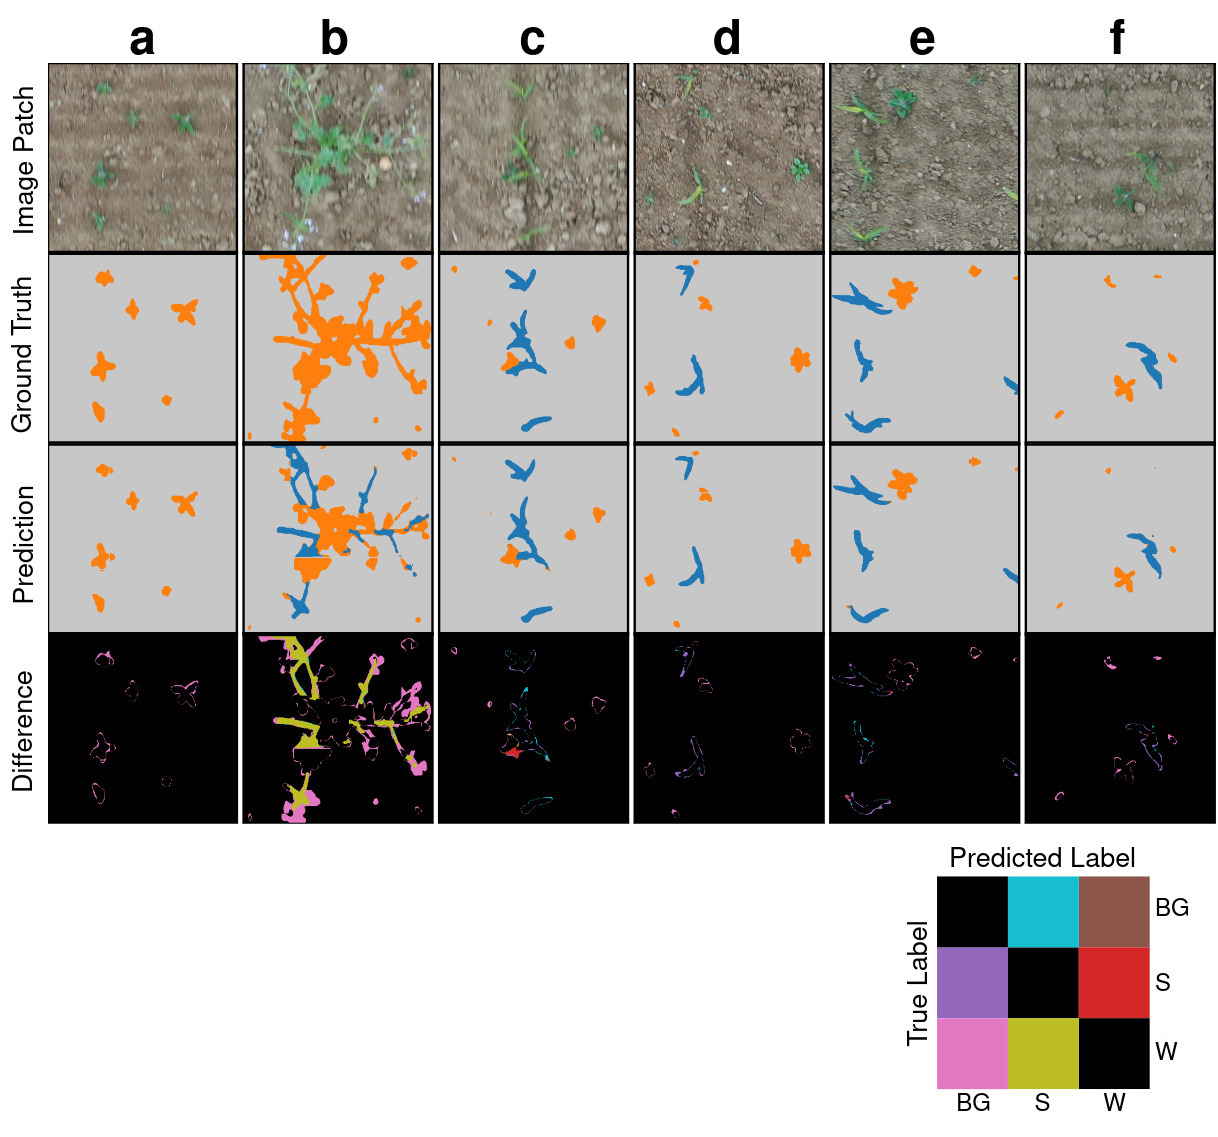 a b c d e f
Image Patch
Ground Truth
Prediction
Difference
Predicted Label
True Label
BG
S
W
BG S W